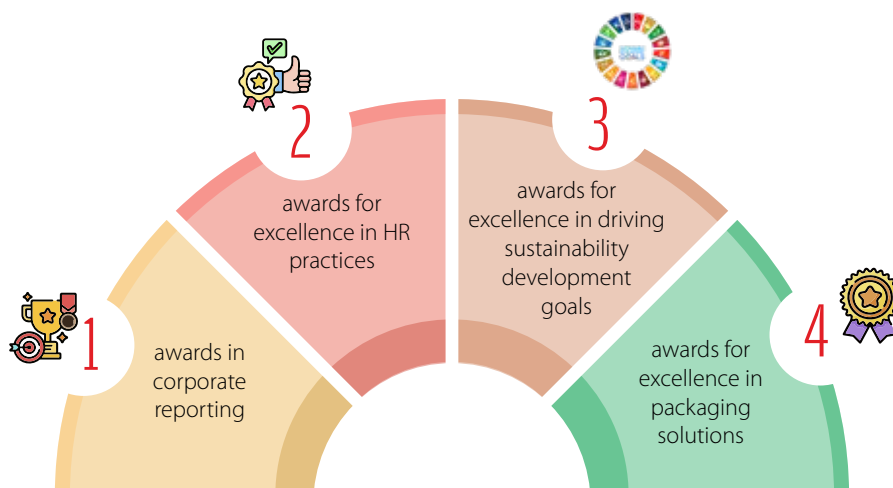 1
awards in
corporate
reporting
2
awards for
excellence in HR
practices
3
awards for
excellence in driving
sustainability
development
goals
4
awards for
excellence in
packaging
solutions